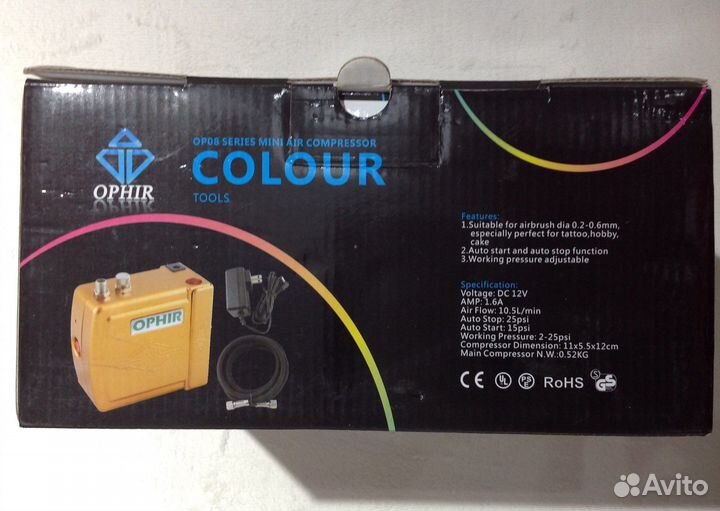 OP08 SERIES MINI AIR COMPRESSOR
COLOUR
TOOLS
OPHIR
OPHIR
Features:
1.Suitable for airbrush dia 0.2-0.6mm,
especially perfect for tattoo,hobby,
cake
2.Auto start and auto stop function
3.Working pressure adjustable
Specification:
Voltage: DC 12V
AMP: 1.6A
Air Flow: 10.5L/min
Auto Stop: 25psi
Auto Start: 15psi
Working Pressure: 2-25psi
Compressor Dimension: 11x5.5x12cm
Main Compressor N.W.:0.52KG
CE UL PS E RoHS S GS
Avito